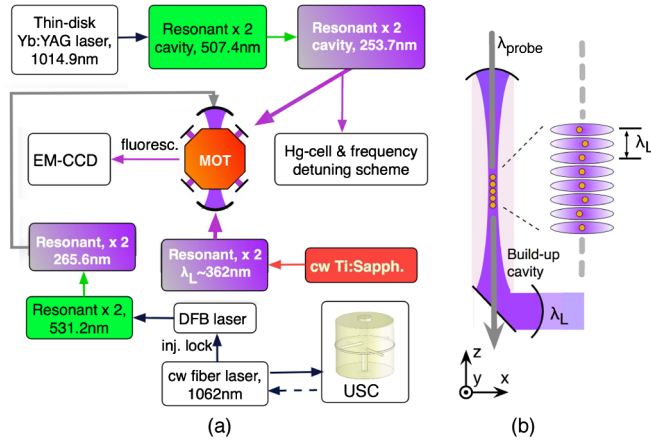 Thin-disk
Yb:YAG laser,
1014.9nm
Resonant x 2
cavity, 507.4nm
Resonant x 2
cavity, 253.7nm
fluoresc.
EM-CCD
MOT
Hg-cell & frequency
detuning scheme
Resonant, x 2
265.6nm
Resonant, x 2
λL~362nm
cw Ti:Sapph.
Resonant x 2,
531.2nm
DFB laser
inj. lock
cw fiber laser,
1062nm
USC
(a)
λprobe
λL
Build-up
cavity
λL
z
y
x
(b)